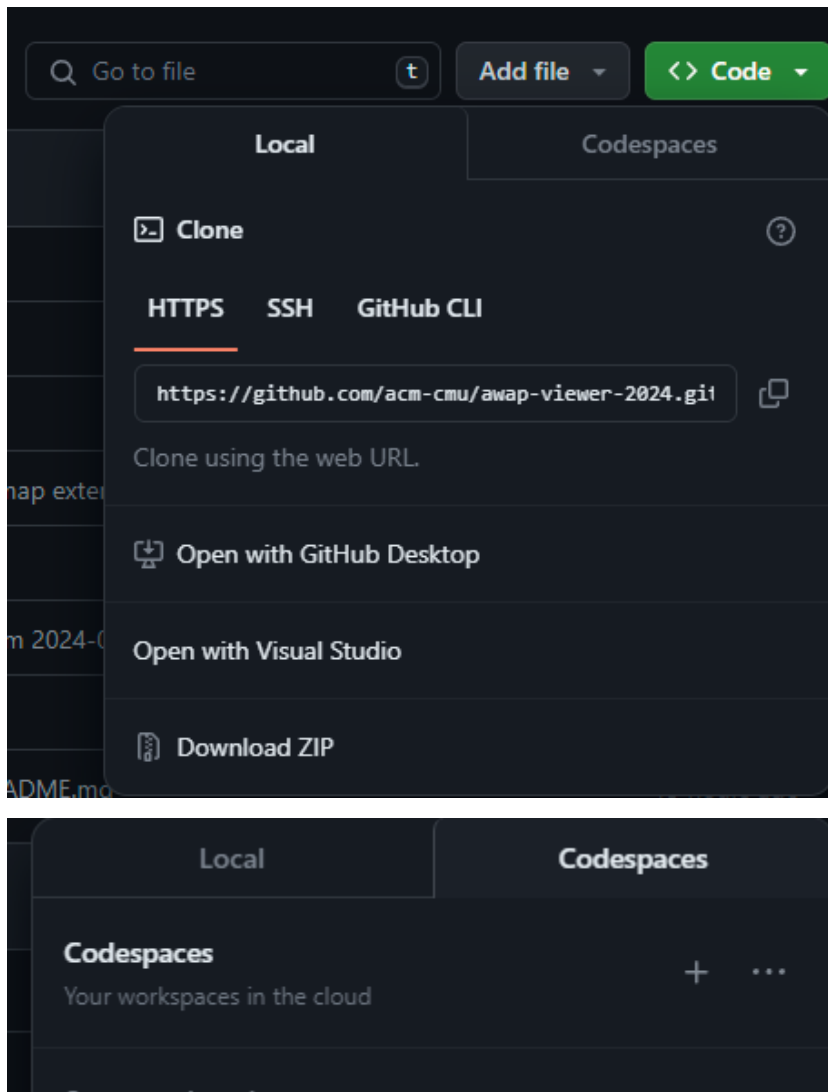 Go to file t Add file <> Code
Local Codespaces
Clone
HTTPS SSH GitHub CLI
https://github.com/acm-cmu/awap-viewer-2024.git
Clone using the web URL.
Open with GitHub Desktop
m 2024-0
Open with Visual Studio
Download ZIP
Local Codespaces
Codespaces
Your workspaces in the cloud